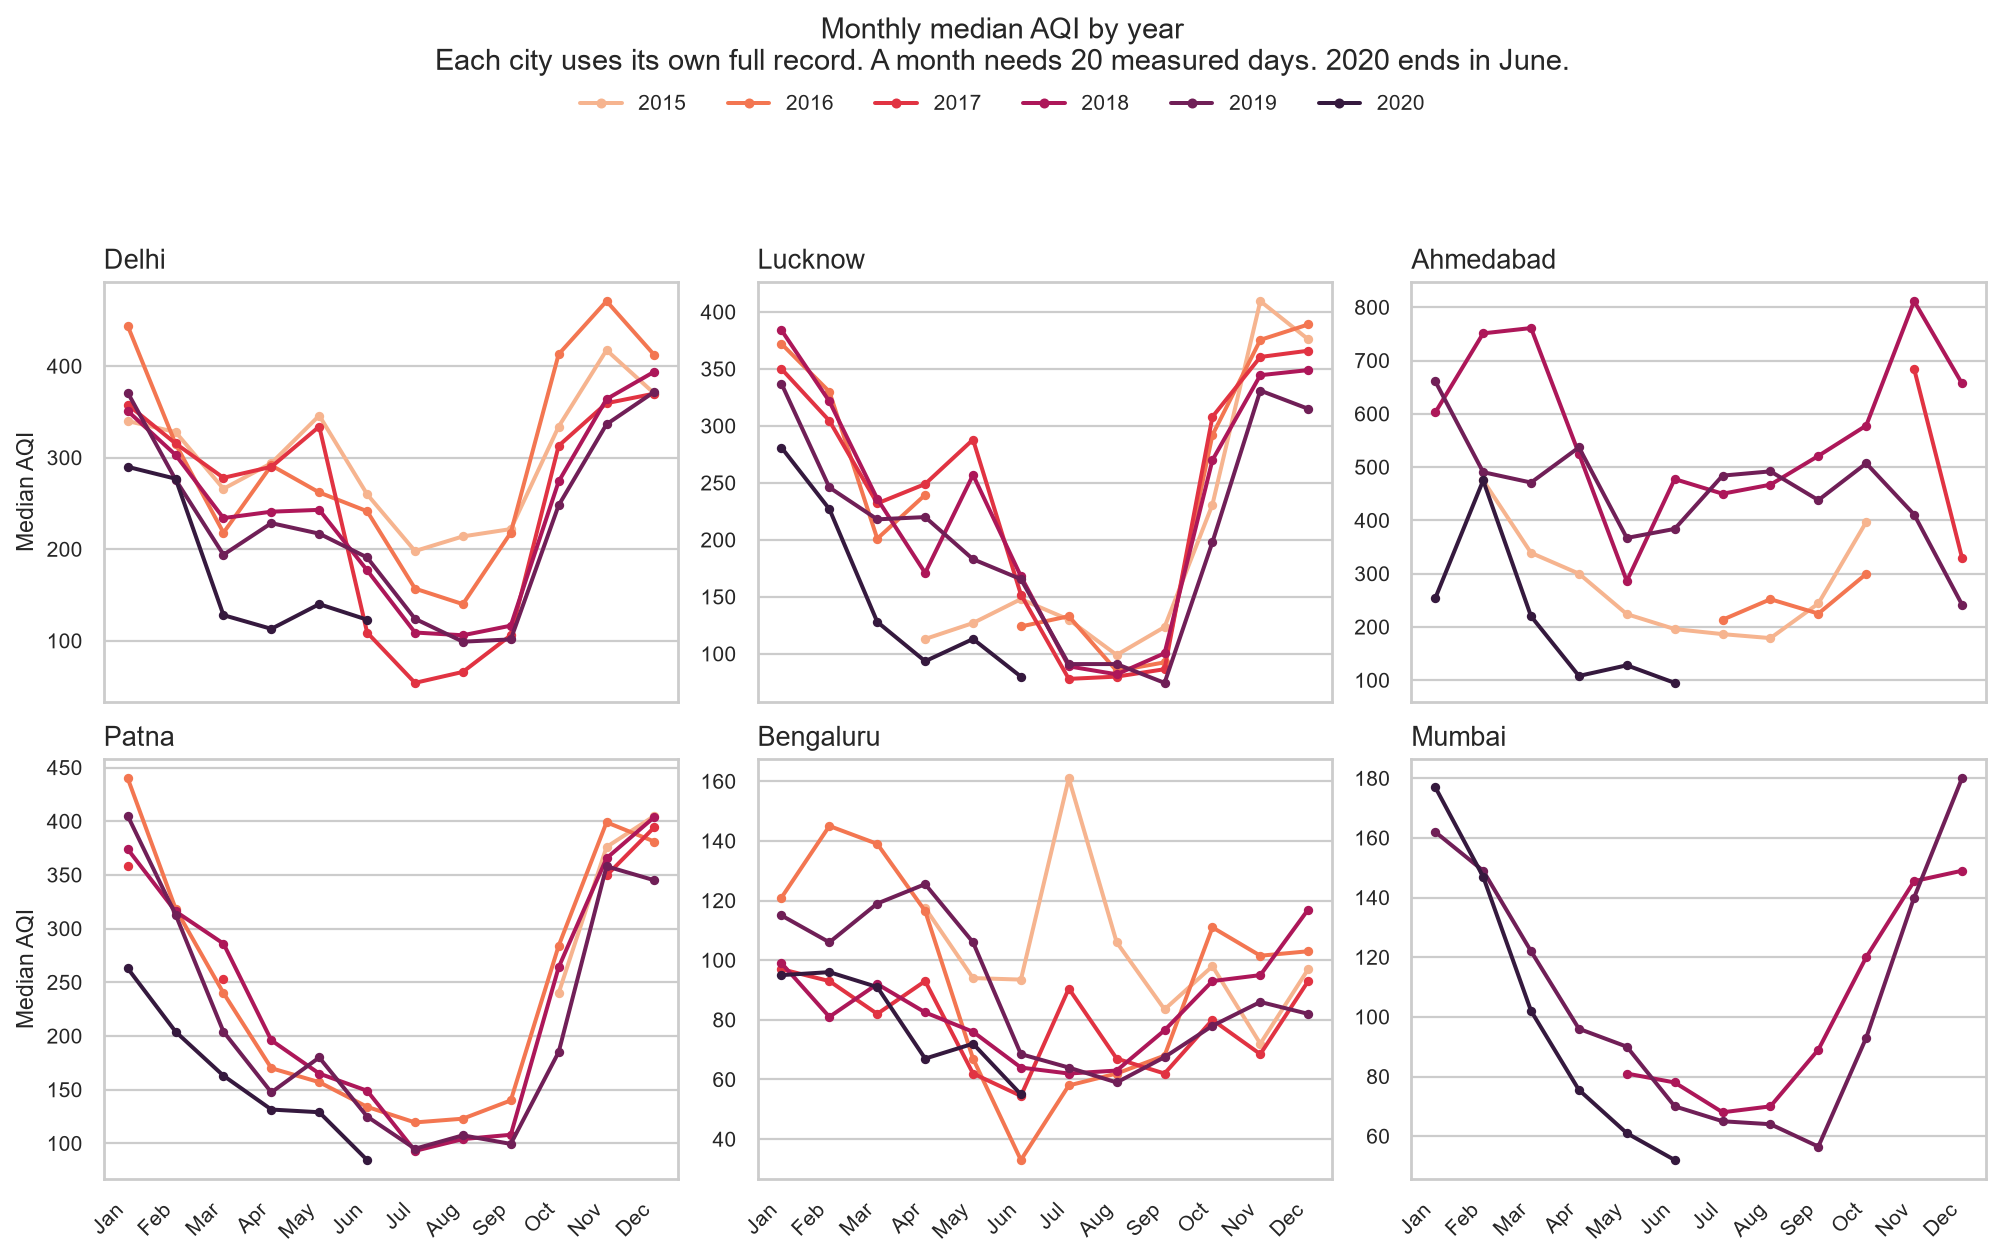 Monthly median AQI by year
Each city uses its own full record. A month needs 20 measured days. 2020 ends in June.
2015 2016 2017 2018 2019 2020
Delhi
Median AQI
400
300
200
100
Lucknow
400
350
300
250
200
150
100
Ahmedabad
800
700
600
500
400
300
200
100
Patna
Median AQI
450
400
350
300
250
200
150
100
Jan Feb Mar Apr May Jun Jul Aug Sep Oct Nov Dec
Bengaluru
160
140
120
100
80
60
40
Jan Feb Mar Apr May Jun Jul Aug Sep Oct Nov Dec
Mumbai
180
160
140
120
100
80
60
Jan Feb Mar Apr May Jun Jul Aug Sep Oct Nov Dec